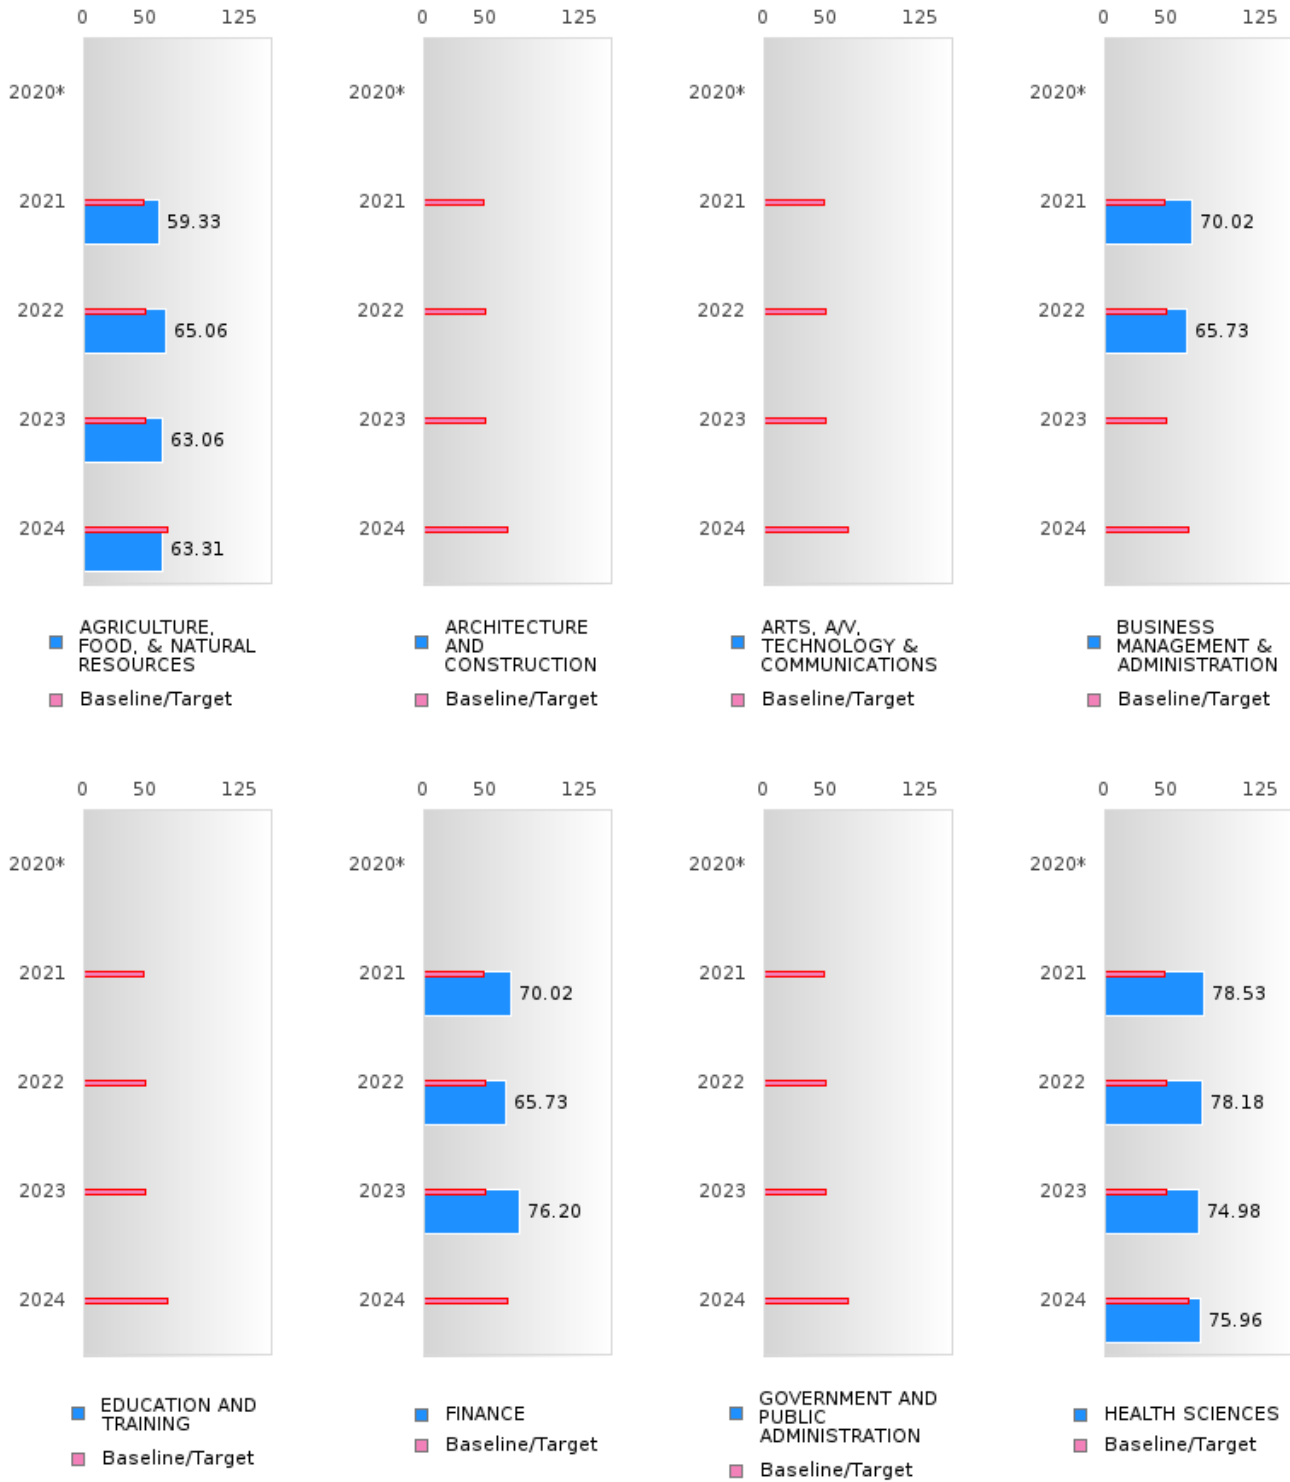 0 50 125
2020*
2021 59.33
2022 65.06
2023 63.06
2024 63.31
AGRICULTURE,
FOOD, & NATURAL
RESOURCES
Baseline/Target
0 50 125
2020*
2021
2022
2023
2024
ARCHITECTURE
AND
CONSTRUCTION
Baseline/Target
0 50 125
2020*
2021
2022
2023
2024
ARTS, A/V,
TECHNOLOGY &
COMMUNICATIONS
Baseline/Target
0 50 125
2020*
2021 70.02
2022 65.73
2023
2024
BUSINESS
MANAGEMENT &
ADMINISTRATION
Baseline/Target
0 50 125
2020*
2021
2022
2023
2024
EDUCATION AND
TRAINING
Baseline/Target
0 50 125
2020*
2021 70.02
2022 65.73
2023 76.20
2024
FINANCE
Baseline/Target
0 50 125
2020*
2021
2022
2023
2024
GOVERNMENT AND
PUBLIC
ADMINISTRATION
Baseline/Target
0 50 125
2020*
2021 78.53
2022 78.18
2023 74.98
2024 75.96
HEALTH SCIENCES
Baseline/Target